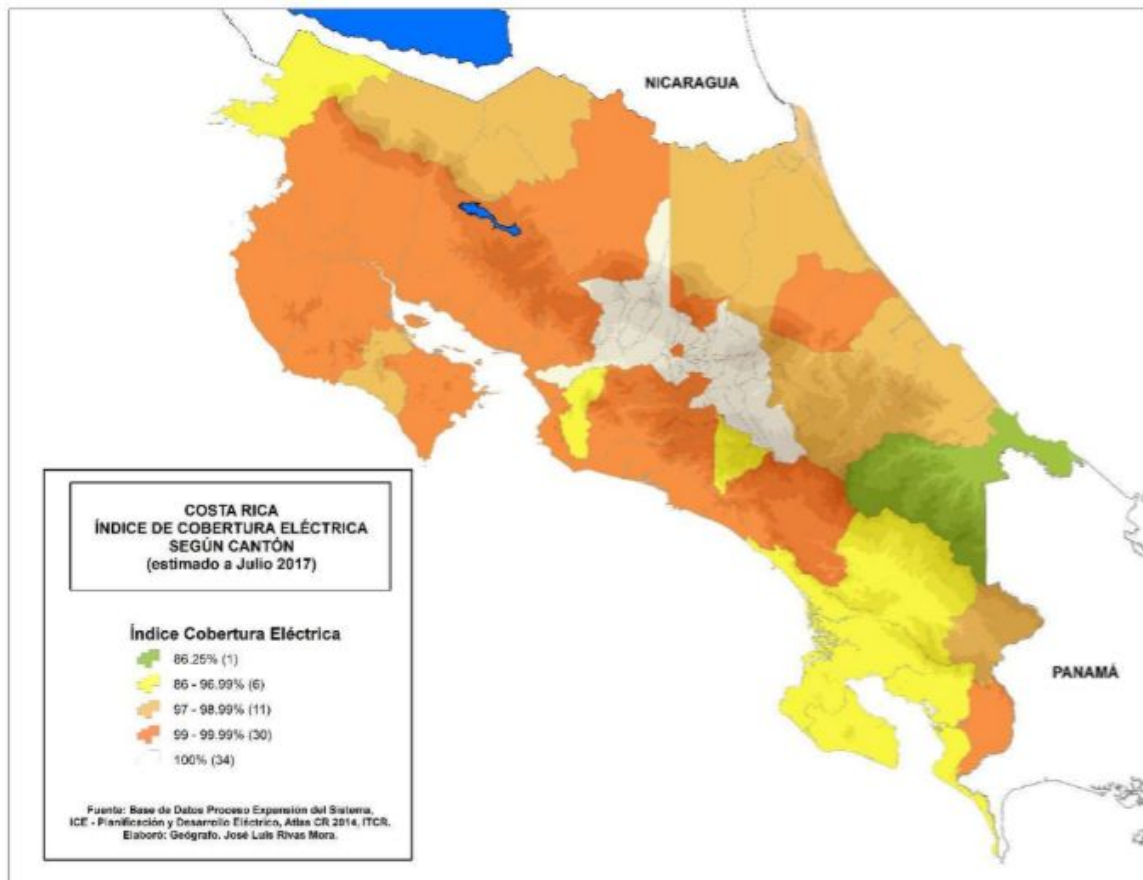 NICARAGUA
COSTA RICA
ÍNDICE DE COBERTURA ELÉCTRICA
SEGÚN CANTÓN
(estimado a Julio 2017)
Índice Cobertura Eléctrica
86.25% (1)
86 - 96.99% (6)
97 - 98.99% (11)
99 - 99.99% (30)
100% (34)
PANAMÁ
Fuente: Base de Datos Proceso Expansión del Sistema,
ICE - Planificación y Desarrollo Eléctrico, Atlas CR 2014, ITCR.
Elaboró: Geógrafo. José Luis Rivas Mora.